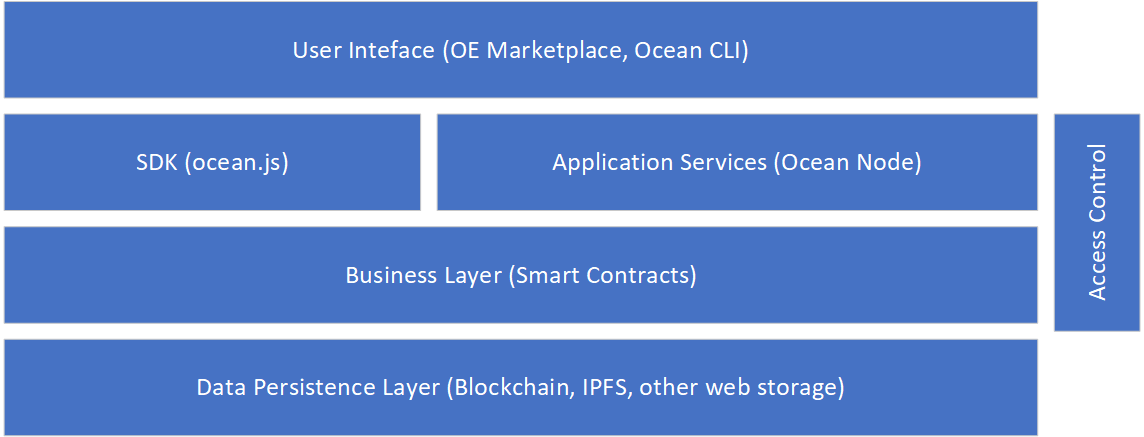 User Inteface (OE Marketplace, Ocean CLI)
SDK (ocean.js)
Application Services (Ocean Node)
Access Control
Business Layer (Smart Contracts)
Data Persistence Layer (Blockchain, IPFS, other web storage)